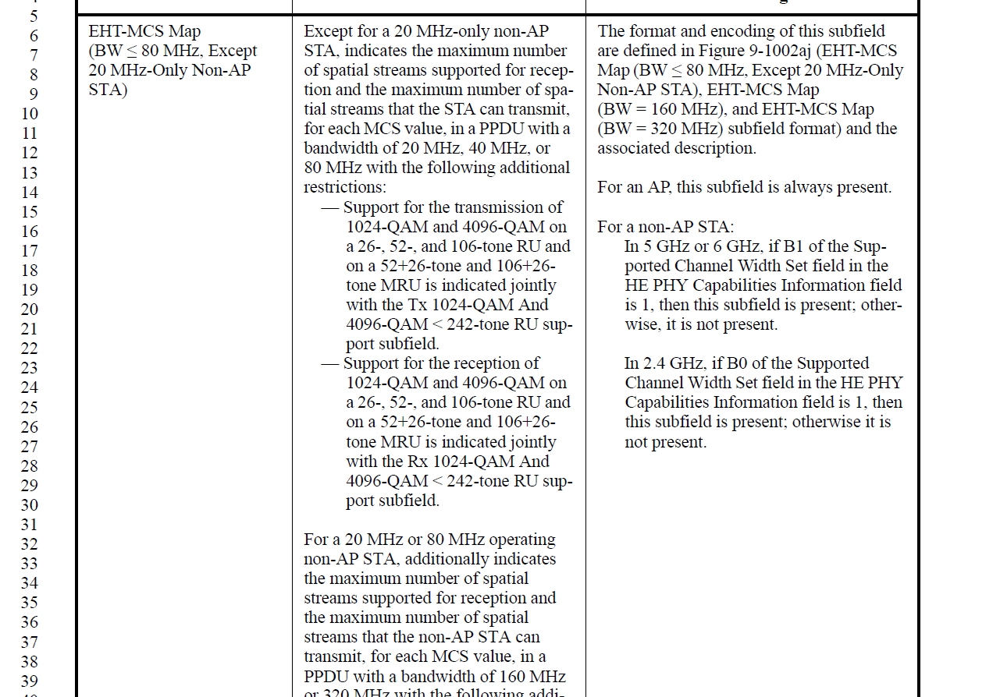 5
6
7
8
9
10
11
12
13
14
15
16
17
18
19
20
21
22
23
24
25
26
27
28
29
30
31
32
33
34
35
36
37
38
39
EHT-MCS Map
(BW ≤ 80 MHz, Except
20 MHz-Only Non-AP
STA)
Except for a 20 MHz-only non-AP
STA, indicates the maximum number
of spatial streams supported for recep-
tion and the maximum number of spa-
tial streams that the STA can transmit,
for each MCS value, in a PPDU with a
bandwidth of 20 MHz, 40 MHz, or
80 MHz with the following additional
restrictions:
— Support for the transmission of
1024-QAM and 4096-QAM on
a 26-, 52-, and 106-tone RU and
on a 52+26-tone and 106+26-
tone MRU is indicated jointly
with the Tx 1024-QAM And
4096-QAM < 242-tone RU sup-
port subfield.
— Support for the reception of
1024-QAM and 4096-QAM on
a 26-, 52-, and 106-tone RU and
on a 52+26-tone and 106+26-
tone MRU is indicated jointly
with the Rx 1024-QAM And
4096-QAM < 242-tone RU sup-
port subfield.
For a 20 MHz or 80 MHz operating
non-AP STA, additionally indicates
the maximum number of spatial
streams supported for reception and
the maximum number of spatial
streams that the non-AP STA can
transmit, for each MCS value, in a
PPDU with a bandwidth of 160 MHz
or 320 MHz with the following addi-
The format and encoding of this subfield
are defined in Figure 9-1002aj (EHT-MCS
Map (BW ≤ 80 MHz, Except 20 MHz-Only
Non-AP STA), EHT-MCS Map
(BW = 160 MHz), and EHT-MCS Map
(BW = 320 MHz) subfield format) and the
associated description.
For an AP, this subfield is always present.
For a non-AP STA:
In 5 GHz or 6 GHz, if B1 of the Sup-
ported Channel Width Set field in the
HE PHY Capabilities Information field
is 1, then this subfield is present; other-
wise, it is not present.
In 2.4 GHz, if B0 of the Supported
Channel Width Set field in the HE PHY
Capabilities Information field is 1, then
this subfield is present; otherwise it is
not present.